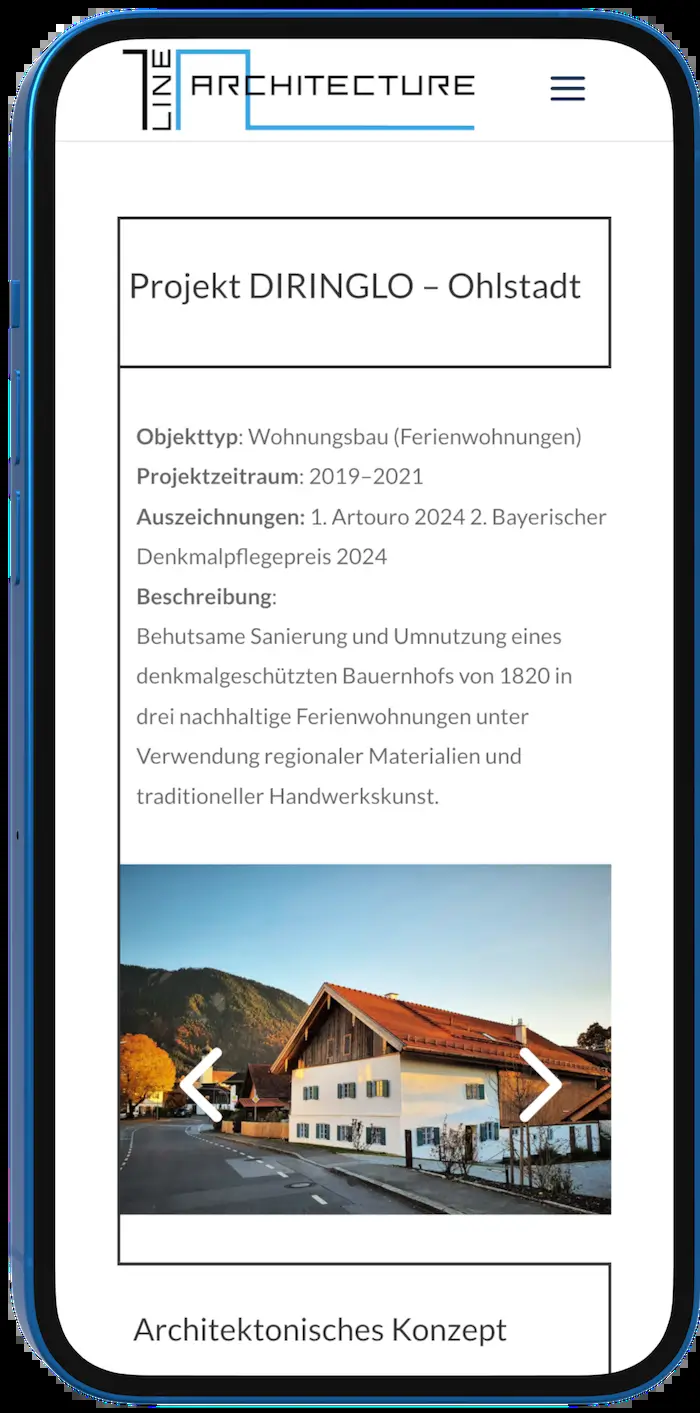 1LINE ARCHITECTURE
Projekt DIRINGLO – Ohlstadt
Objekttyp: Wohnungsbau (Ferienwohnungen)
Projektzeitraum: 2019–2021
Auszeichnungen: 1. Artouro 2024 2. Bayerischer
Denkmalpflegepreis 2024
Beschreibung:
Behutsame Sanierung und Umnutzung eines
denkmalgeschützten Bauernhofs von 1820 in
drei nachhaltige Ferienwohnungen unter
Verwendung regionaler Materialien und
traditioneller Handwerkskunst.
Architektonisches Konzept